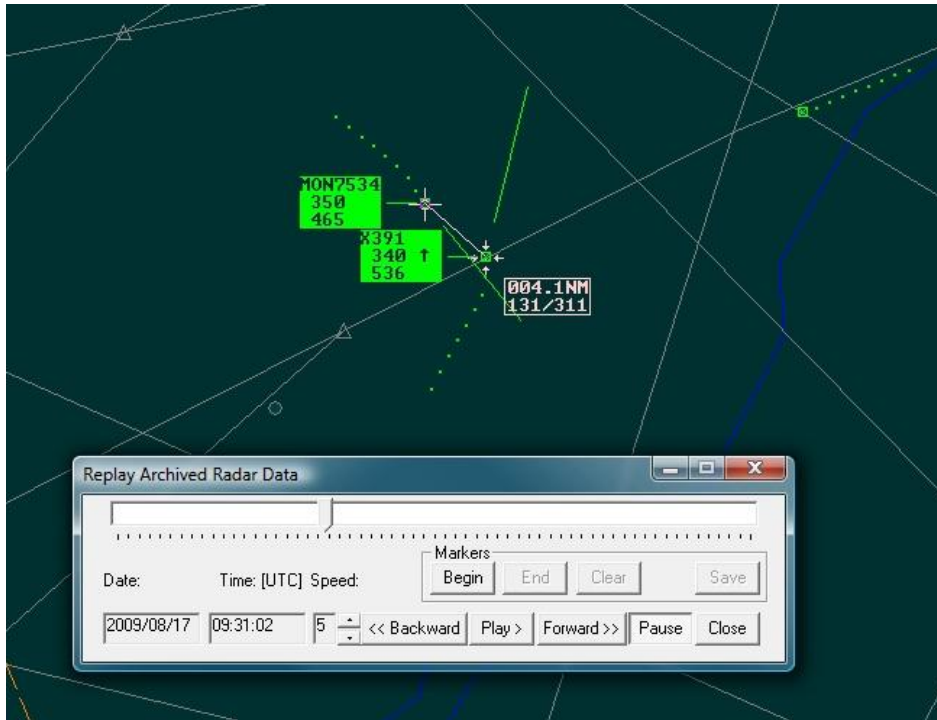 MON7534
350
465
X391
340 ↑
536
004.1NM
131/311
Replay Archived Radar Data
Markers
Date: Time: [UTC] Speed: Begin End Clear Save
2009/08/17 09:31:02 5 << Backward Play > Forward >> Pause Close